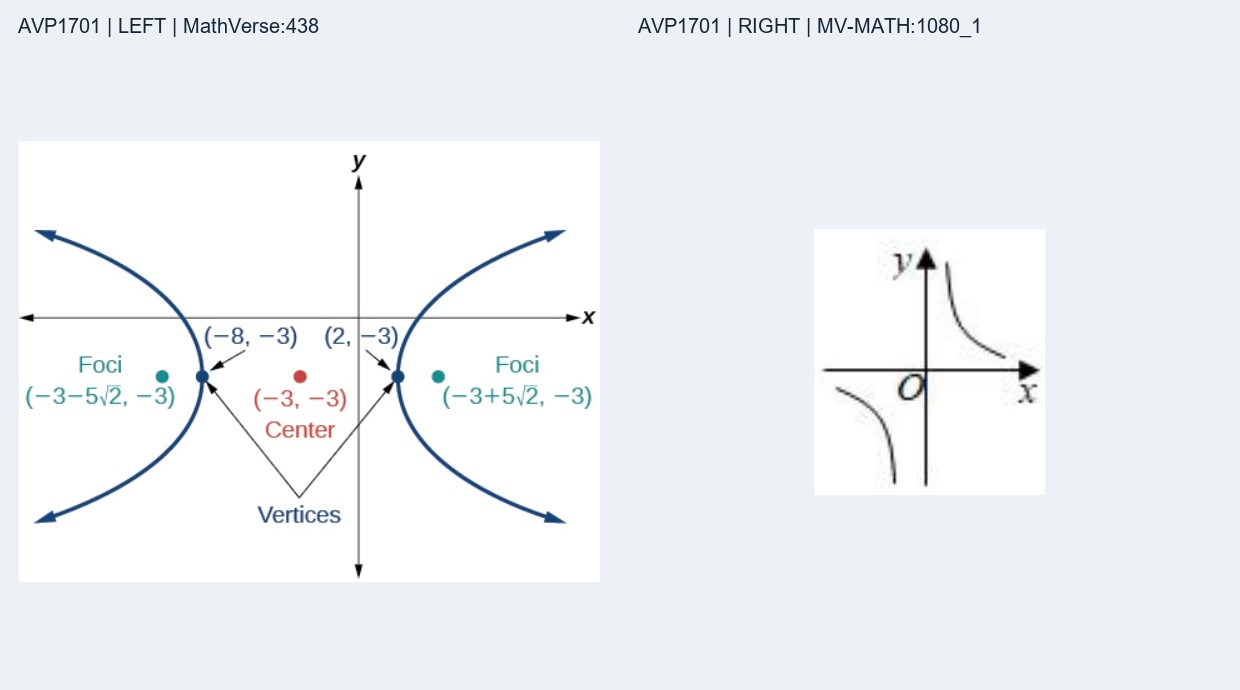 AVP1701 | LEFT | MathVerse:438
AVP1701 | RIGHT | MV-MATH:1080_1
y
x
(−8, −3)
(2, −3)
Foci
(−3−5√2, −3)
(−3, −3)
Center
Foci
(−3+5√2, −3)
Vertices
y
O
x